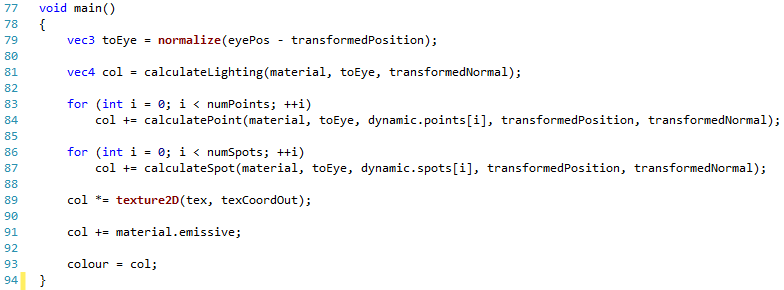 77 void main()
78 {
79 vec3 toEye = normalize(eyePos - transformedPosition);
80
81 vec4 col = calculateLighting(material, toEye, transformedNormal);
82
83 for (int i = 0; i < numPoints; ++i)
84 col += calculatePoint(material, toEye, dynamic.points[i], transformedPosition, transformedNormal);
85
86 for (int i = 0; i < numSpots; ++i)
87 col += calculateSpot(material, toEye, dynamic.spots[i], transformedPosition, transformedNormal);
88
89 col *= texture2D(tex, texCoordOut);
90
91 col += material.emissive;
92
93 colour = col;
94 }